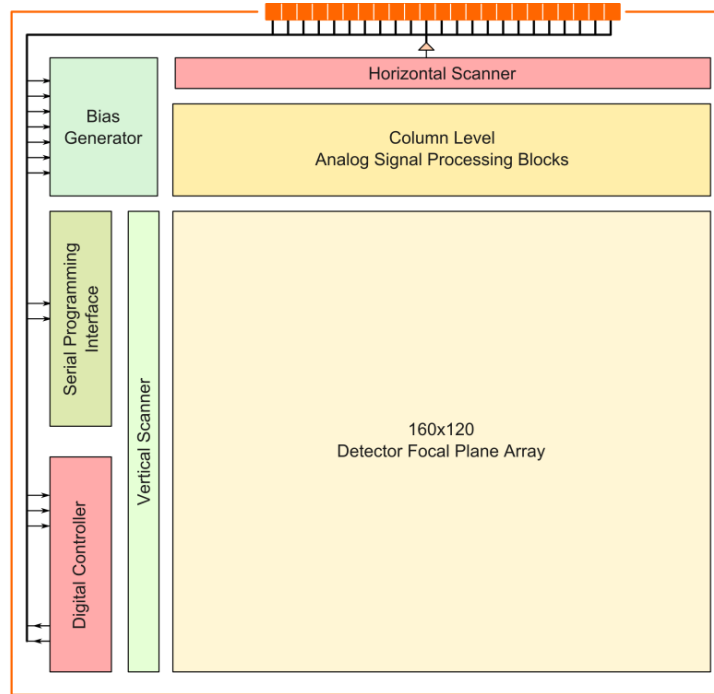 Horizontal Scanner
Bias
Generator
Column Level
Analog Signal Processing Blocks
Serial Programming
Interface
Vertical Scanner
160x120
Detector Focal Plane Array
Digital Controller